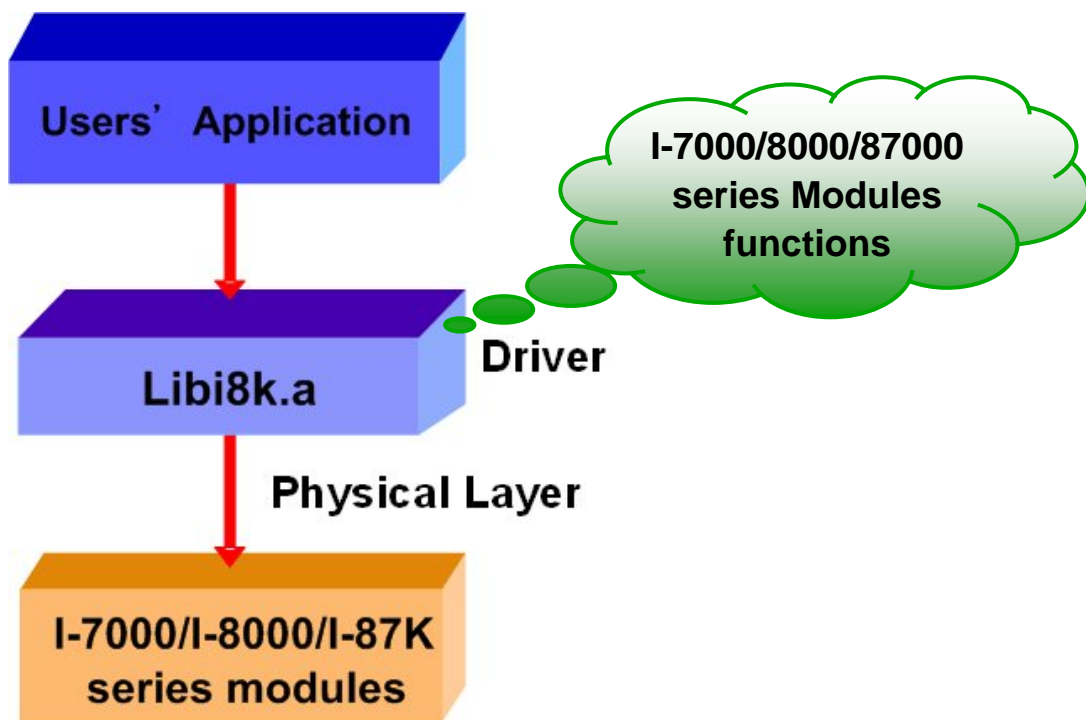 Users’ Application
I-7000/8000/87000
series Modules
functions
Driver
Libi8k.a
Physical Layer
I-7000/I-8000/I-87K
series modules